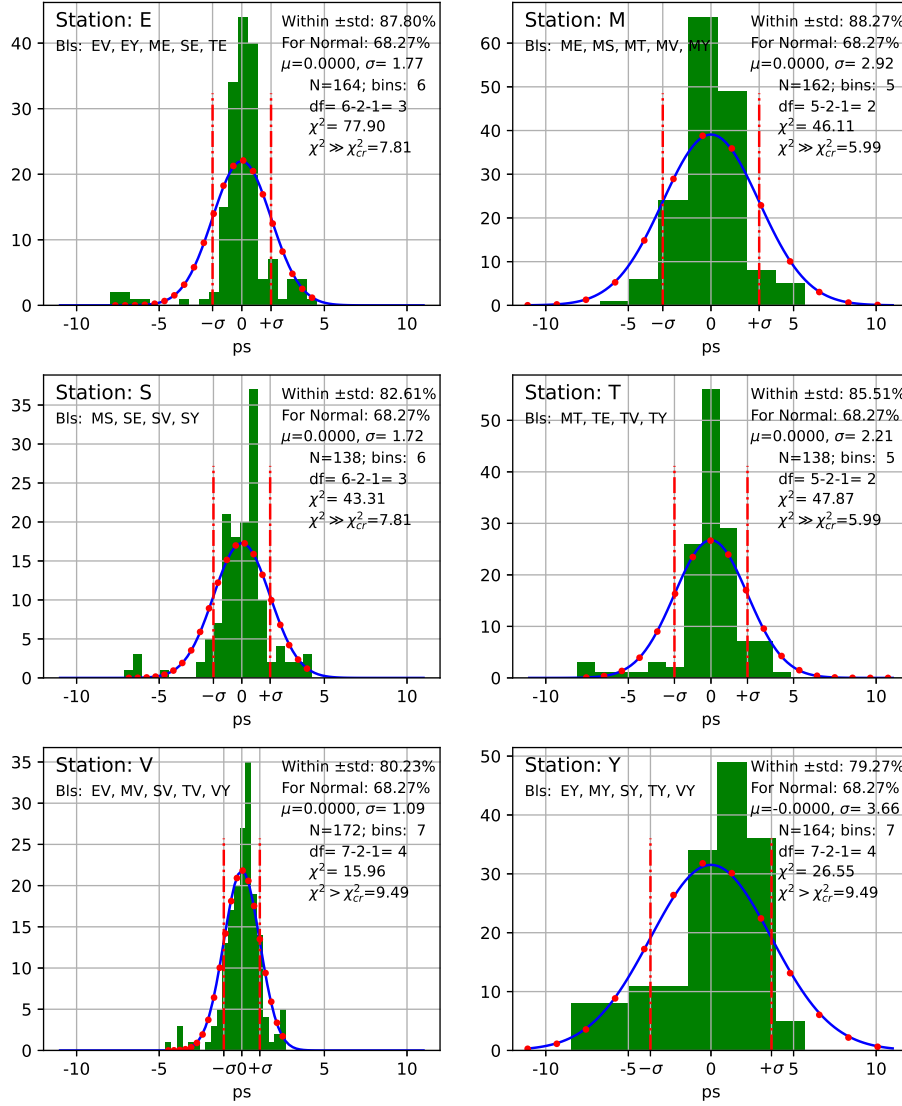 Station: E
Bls: EV, EY, ME, SE, TE
Within ±std: 87.80%
For Normal: 68.27%
μ=0.0000, σ= 1.77
N=164; bins: 6
df= 6-2-1= 3
χ²= 77.90
χ² ≫ χ²cr=7.81
40
30
20
10
0
-10 -5 −σ 0 +σ 5 10
ps
Station: M
Bls: ME, MS, MT, MV, MY
Within ±std: 88.27%
For Normal: 68.27%
μ=0.0000, σ= 2.92
N=162; bins: 5
df= 5-2-1= 2
χ²= 46.11
χ² ≫ χ²cr=5.99
60
50
40
30
20
10
0
-10 -5 −σ 0 +σ 5 10
ps
Station: S
Bls: MS, SE, SV, SY
Within ±std: 82.61%
For Normal: 68.27%
μ=0.0000, σ= 1.72
N=138; bins: 6
df= 6-2-1= 3
χ²= 43.31
χ² ≫ χ²cr=7.81
35
30
25
20
15
10
5
0
-10 -5 −σ 0 +σ 5 10
ps
Station: T
Bls: MT, TE, TV, TY
Within ±std: 85.51%
For Normal: 68.27%
μ=0.0000, σ= 2.21
N=138; bins: 5
df= 5-2-1= 2
χ²= 47.87
χ² ≫ χ²cr=5.99
50
40
30
20
10
0
-10 -5 −σ 0 +σ 5 10
ps
Station: V
Bls: EV, MV, SV, TV, VY
Within ±std: 80.23%
For Normal: 68.27%
μ=0.0000, σ= 1.09
N=172; bins: 7
df= 7-2-1= 4
χ²= 15.96
χ² > χ²cr=9.49
35
30
25
20
15
10
5
0
-10 -5 −σ 0 +σ 5 10
ps
Station: Y
Bls: EY, MY, SY, TY, VY
Within ±std: 79.27%
For Normal: 68.27%
μ=-0.0000, σ= 3.66
N=164; bins: 7
df= 7-2-1= 4
χ²= 26.55
χ² > χ²cr=9.49
50
40
30
20
10
0
-10 -5 −σ 0 +σ 5 10
ps